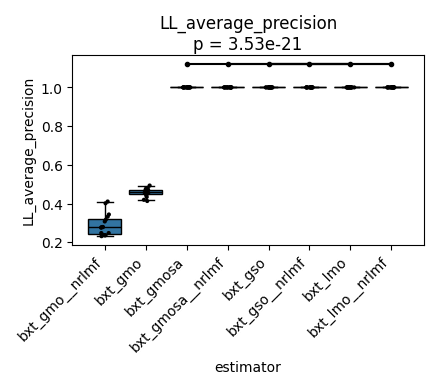 LL_average_precision
p = 3.53e-21
LL_average_precision
1.0
0.8
0.6
0.4
0.2
bxt_gmo__nrlmf
bxt_gmo
bxt_gmosa
bxt_gmosa__nrlmf
bxt_gso
bxt_gso__nrlmf
bxt_lmo
bxt_lmo__nrlmf
estimator